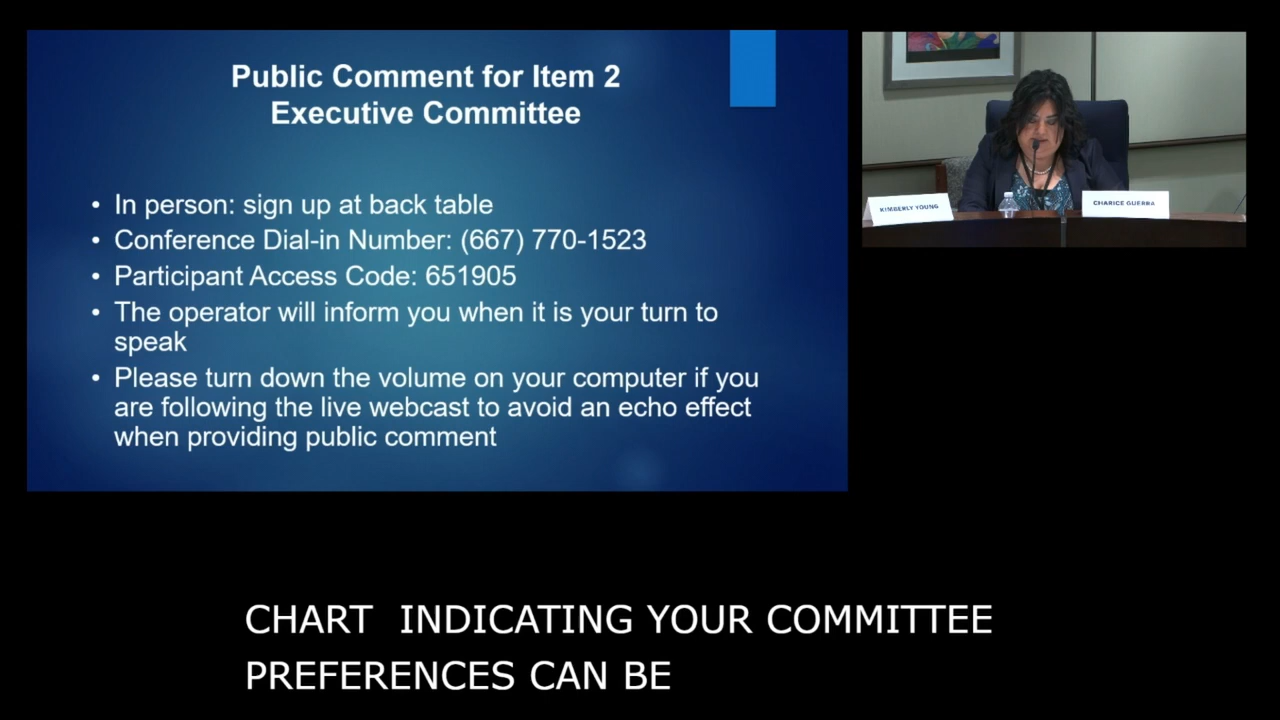 Public Comment for Item 2
Executive Committee
• In person: sign up at back table
• Conference Dial-in Number: (667) 770-1523
• Participant Access Code: 651905
• The operator will inform you when it is your turn to
speak
• Please turn down the volume on your computer if you
are following the live webcast to avoid an echo effect
when providing public comment
KIMBERLY YOUNG
CHARICE GUERRA
CHART  INDICATING YOUR COMMITTEE
PREFERENCES CAN BE